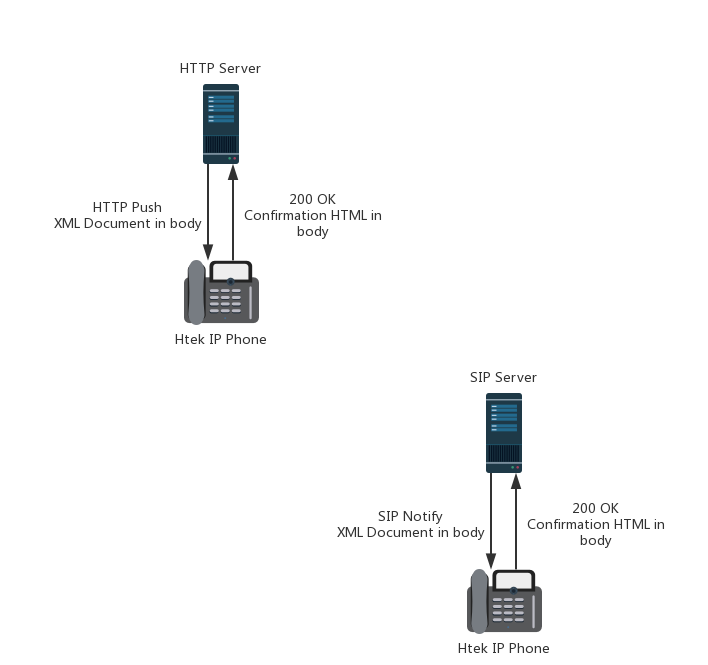 HTTP Server
HTTP Push
XML Document in body
200 OK
Confirmation HTML in
body
Htek IP Phone
SIP Server
SIP Notify
XML Document in body
200 OK
Confirmation HTML in
body
Htek IP Phone